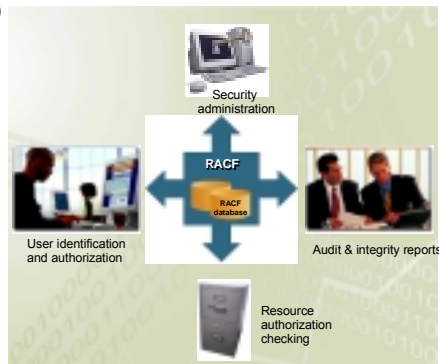 Security
administration
RACF
RACF
database
User identification
and authorization
Audit & integrity reports
Resource
authorization
checking